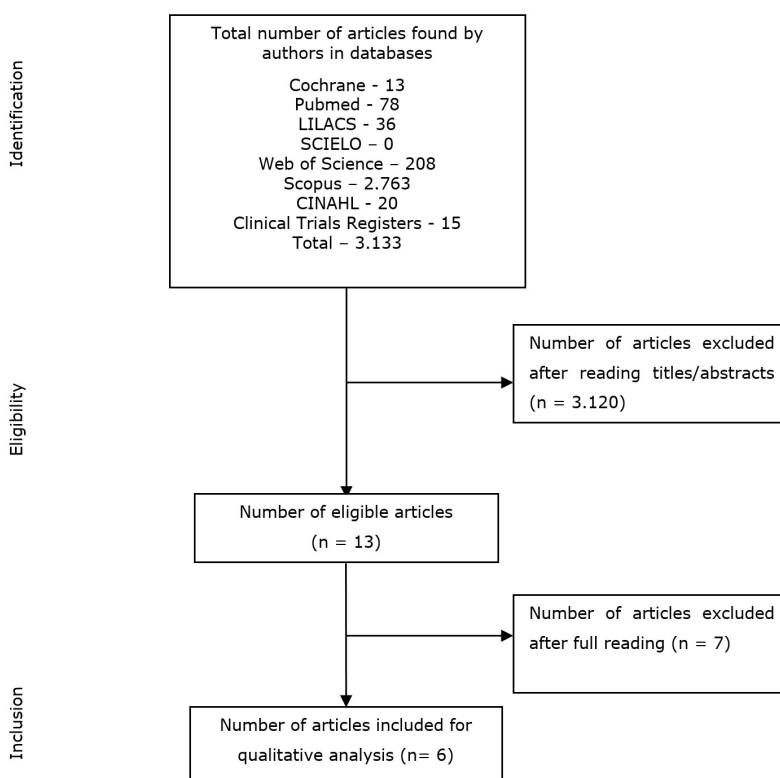 Identification
Total number of articles found by
authors in databases
Cochrane - 13
Pubmed - 78
LILACS - 36
SCIELO – 0
Web of Science – 208
Scopus – 2.763
CINAHL - 20
Clinical Trials Registers - 15
Total – 3.133
Number of articles excluded
after reading titles/abstracts
(n = 3.120)
Eligibility
Number of eligible articles
(n = 13)
Number of articles excluded
after full reading (n = 7)
Inclusion
Number of articles included for
qualitative analysis (n= 6)